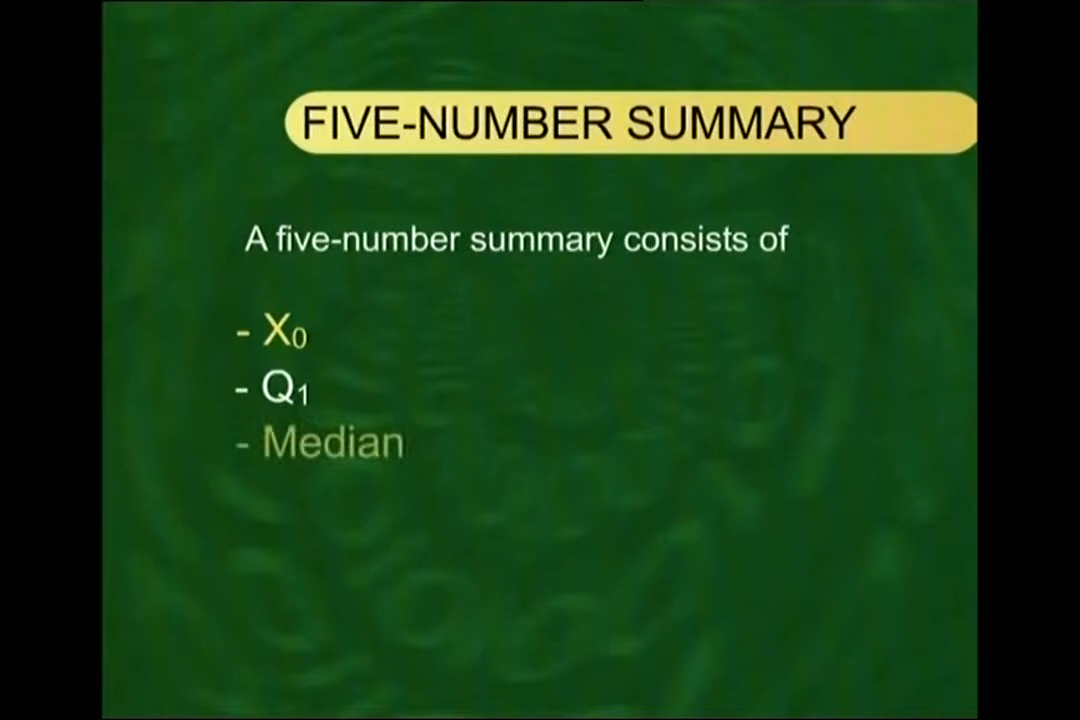 FIVE-NUMBER SUMMARY
A five-number summary consists of
- X₀
- Q₁
- Median